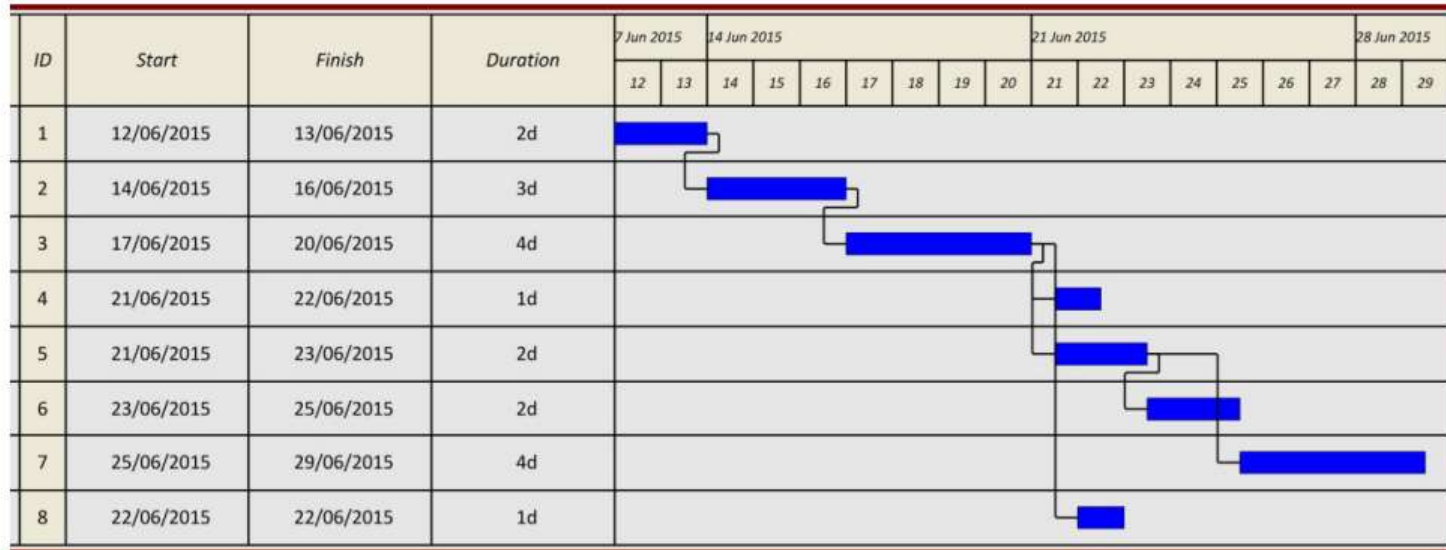 ID Start Finish Duration 7 Jun 2015 14 Jun 2015 21 Jun 2015 28 Jun 2015
12 13 14 15 16 17 18 19 20 21 22 23 24 25 26 27 28 29
1 12/06/2015 13/06/2015 2d
2 14/06/2015 16/06/2015 3d
3 17/06/2015 20/06/2015 4d
4 21/06/2015 22/06/2015 1d
5 21/06/2015 23/06/2015 2d
6 23/06/2015 25/06/2015 2d
7 25/06/2015 29/06/2015 4d
8 22/06/2015 22/06/2015 1d